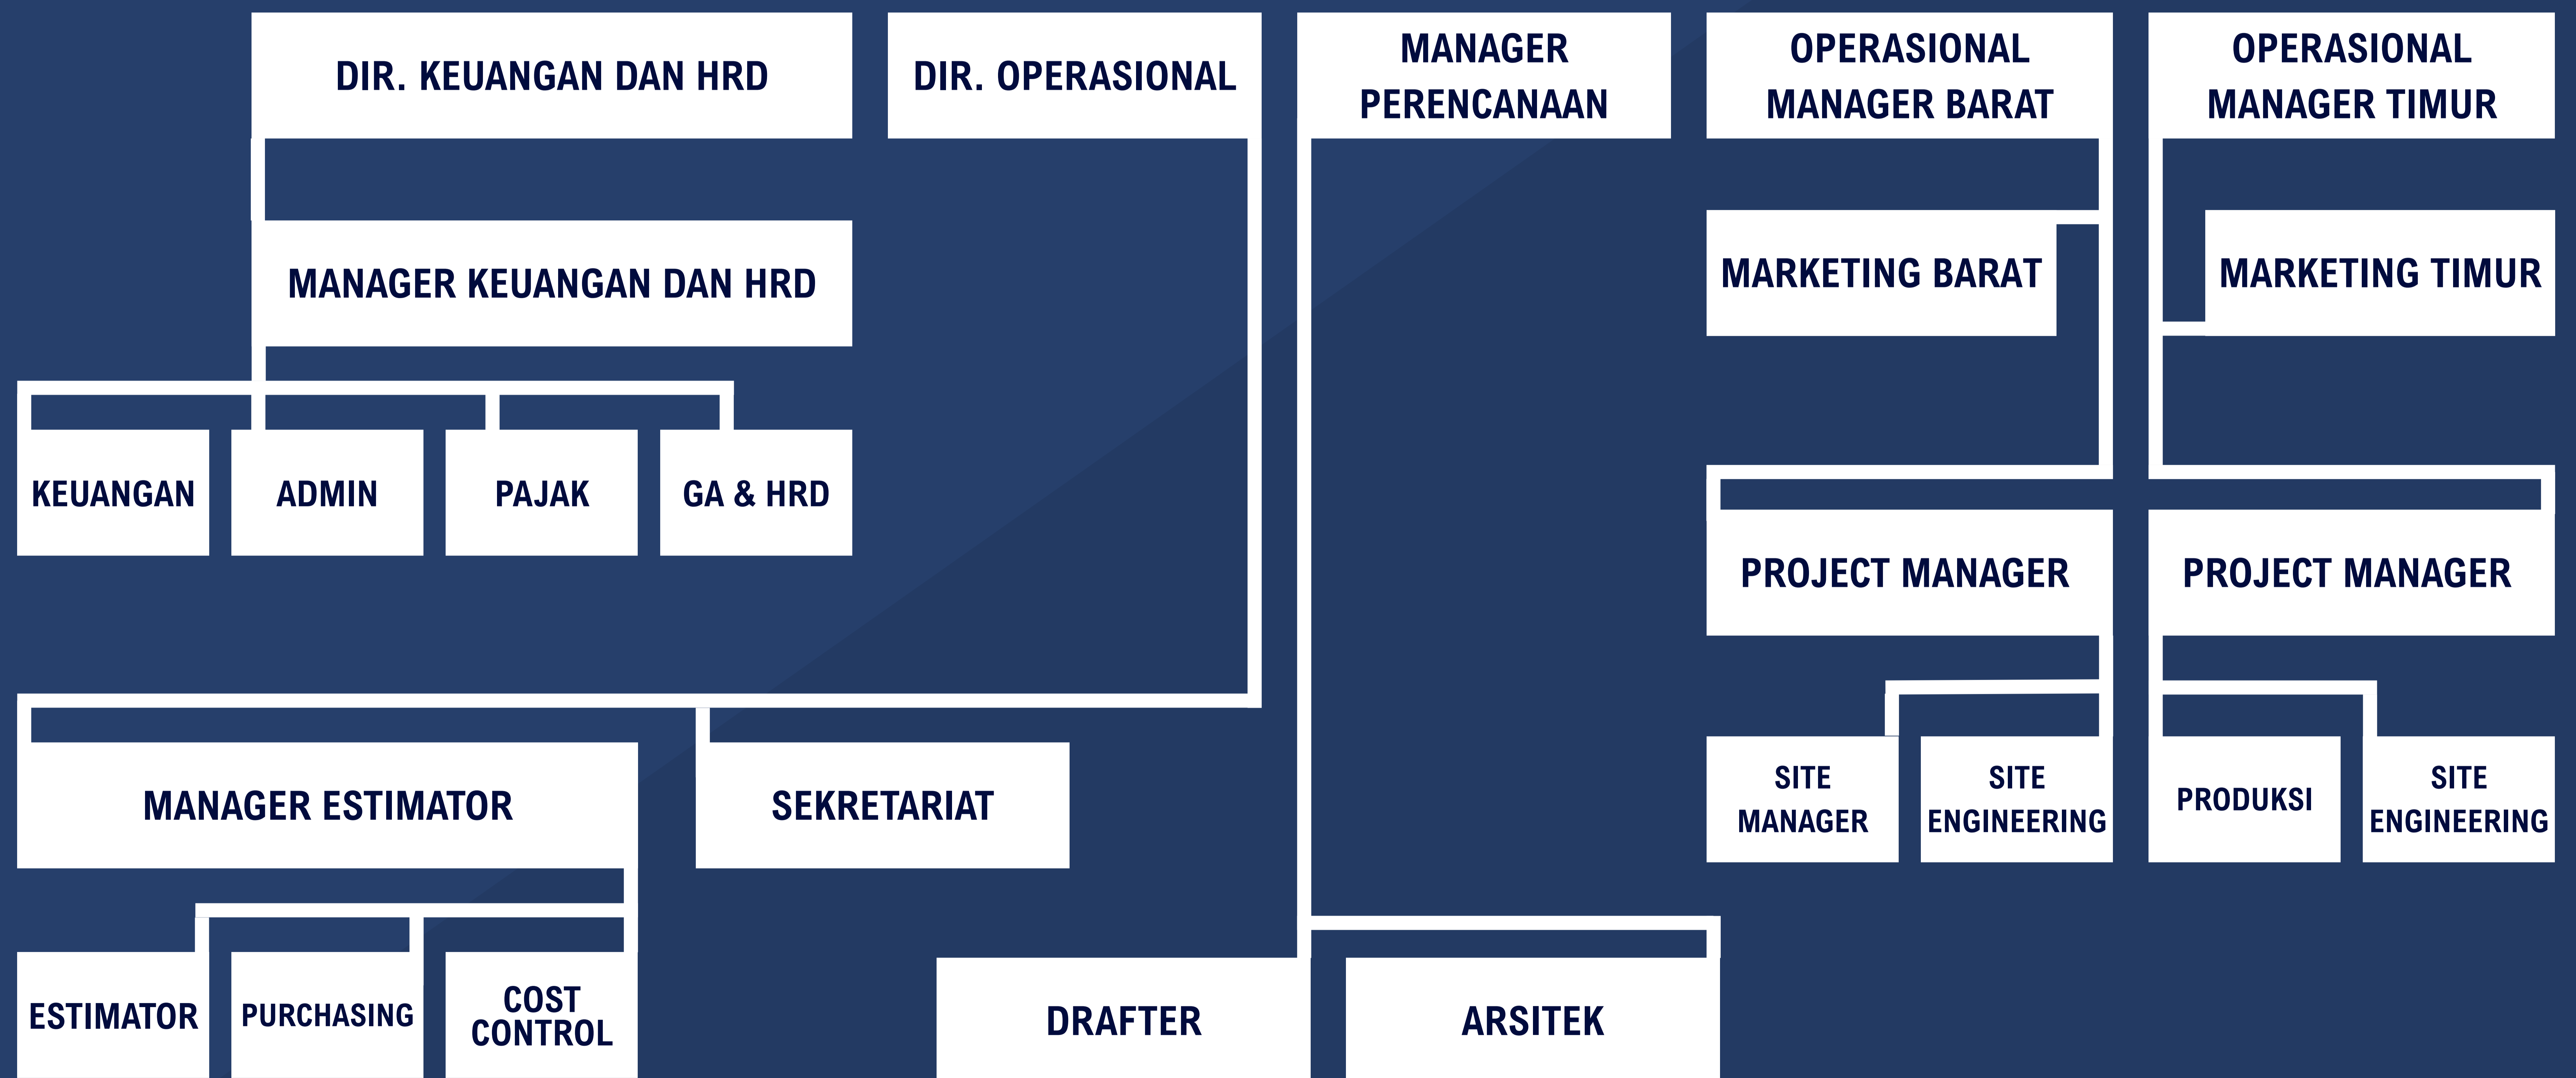 DIR. KEUANGAN DAN HRD
DIR. OPERASIONAL
MANAGER
PERENCANAAN
OPERASIONAL
MANAGER BARAT
OPERASIONAL
MANAGER TIMUR
MANAGER KEUANGAN DAN HRD
MARKETING BARAT
MARKETING TIMUR
KEUANGAN
ADMIN
PAJAK
GA & HRD
PROJECT MANAGER
PROJECT MANAGER
MANAGER ESTIMATOR
SEKRETARIAT
SITE
MANAGER
SITE
ENGINEERING
PRODUKSI
SITE
ENGINEERING
ESTIMATOR
PURCHASING
COST
CONTROL
DRAFTER
ARSITEK